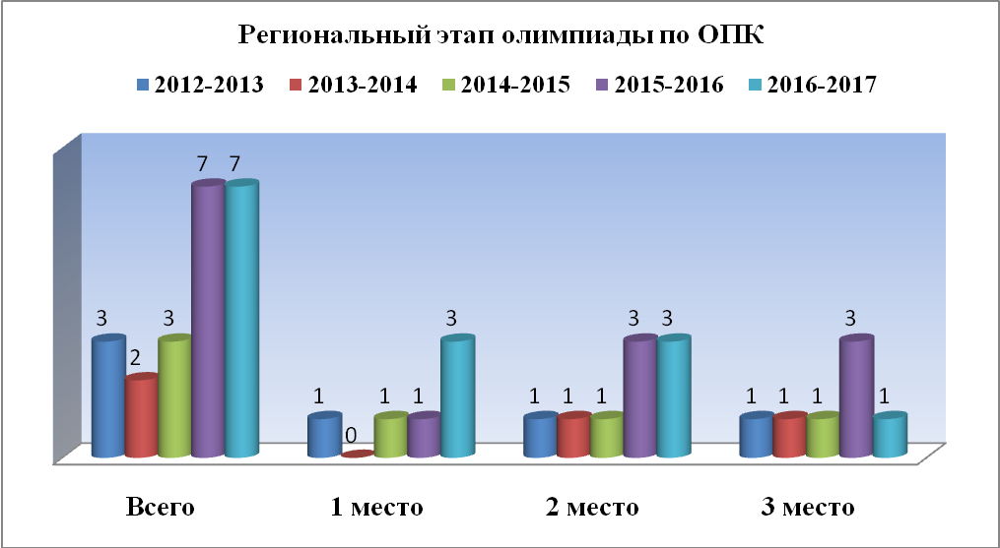 Региональный этап олимпиады по ОПК
2012-2013 2013-2014 2014-2015 2015-2016 2016-2017
3 2 3 7 7
1 0 1 1 3
1 1 1 3 3
1 1 1 3 1
Всего 1 место 2 место 3 место